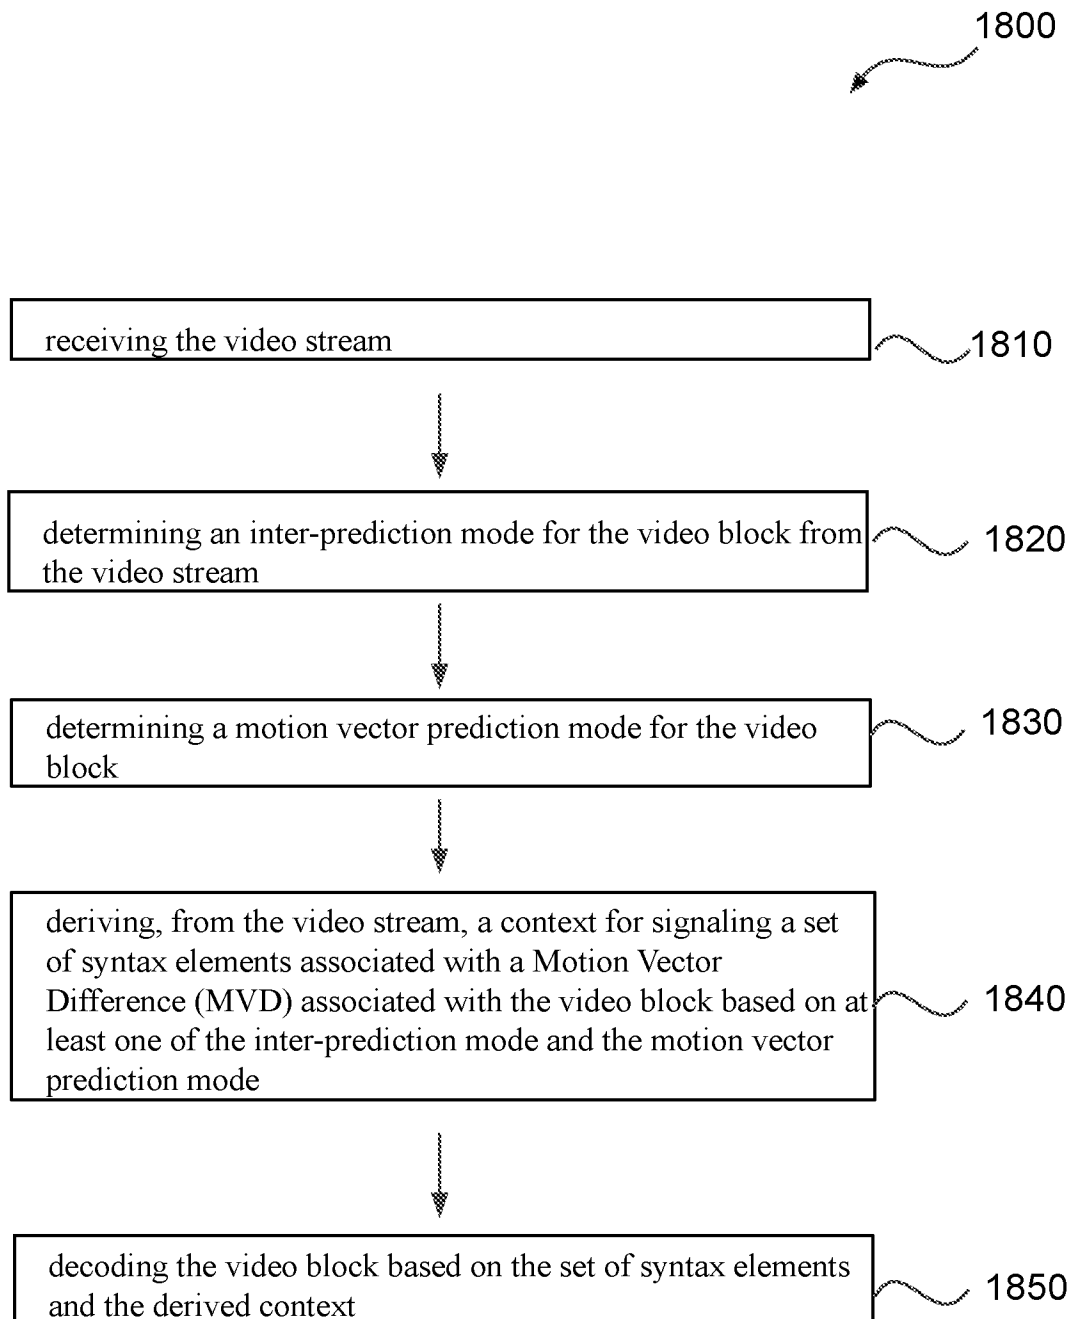 1800
receiving the video stream
1810
determining an inter-prediction mode for the video block from
the video stream
1820
determining a motion vector prediction mode for the video
block
1830
deriving, from the video stream, a context for signaling a set
of syntax elements associated with a Motion Vector
Difference (MVD) associated with the video block based on at
least one of the inter-prediction mode and the motion vector
prediction mode
1840
decoding the video block based on the set of syntax elements
and the derived context
1850